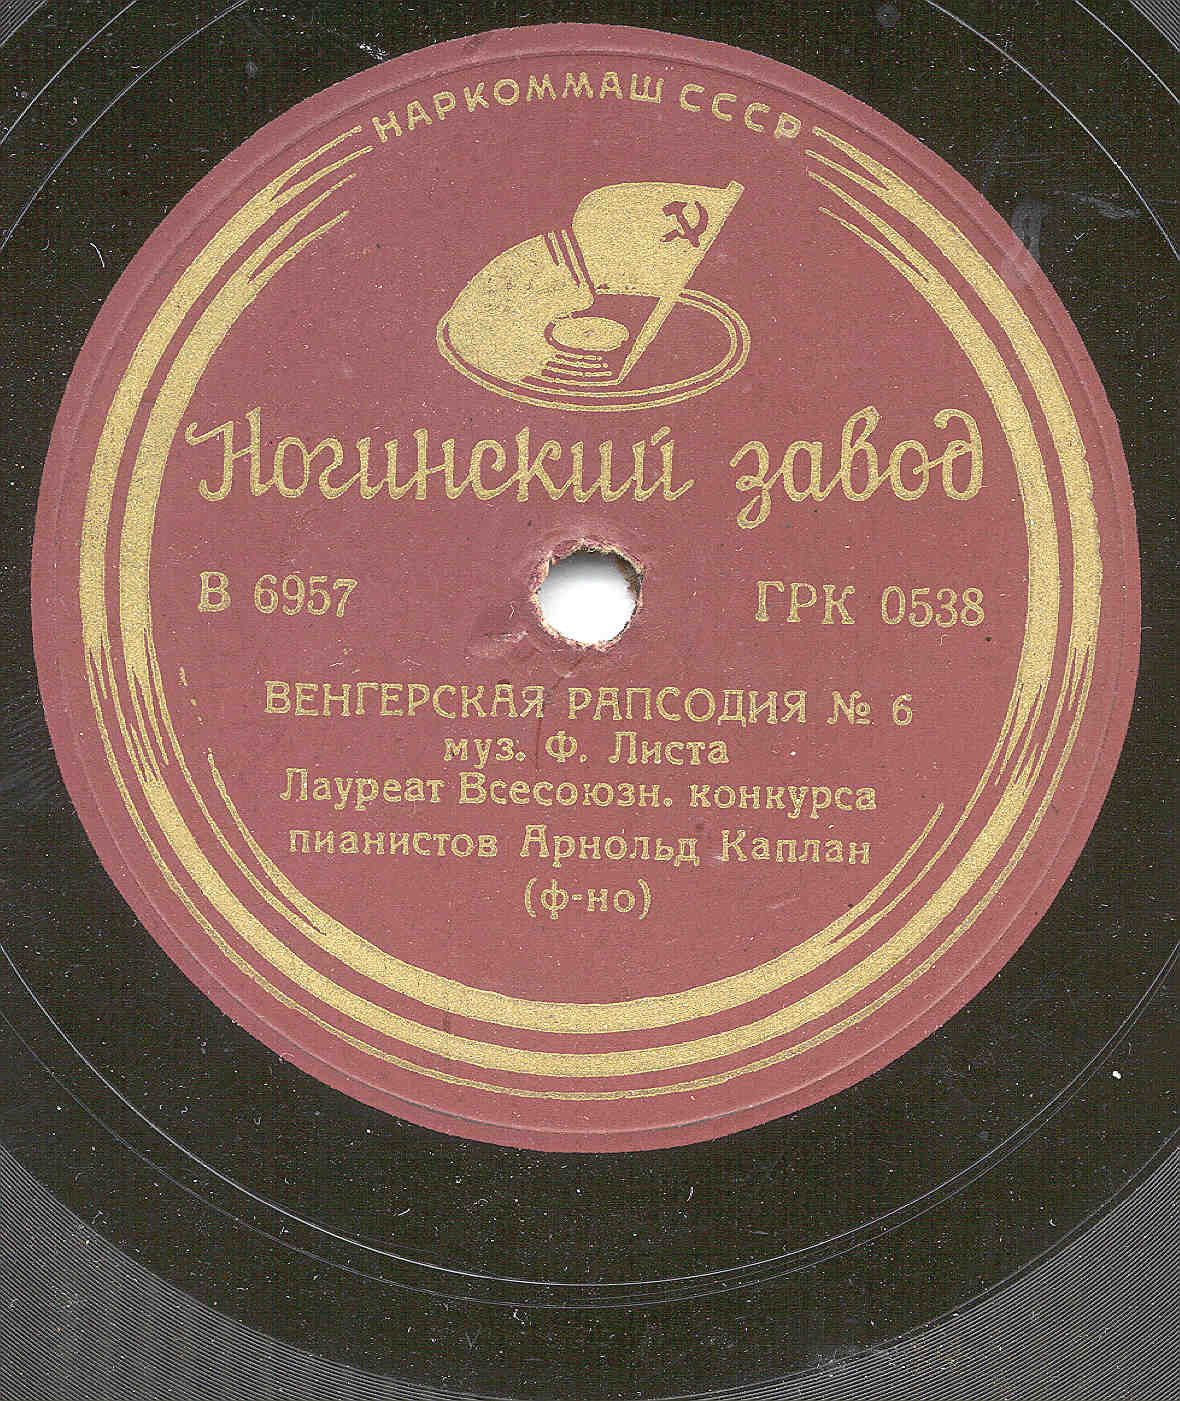 НАРКОММАШ СССР
Ногинский завод
В 6957 ГРК 0538
ВЕНГЕРСКАЯ РАПСОДИЯ № 6
муз. Ф. Листа
Лауреат Всесоюзн. конкурса
пианистов Арнольд Каплан
(ф-но)